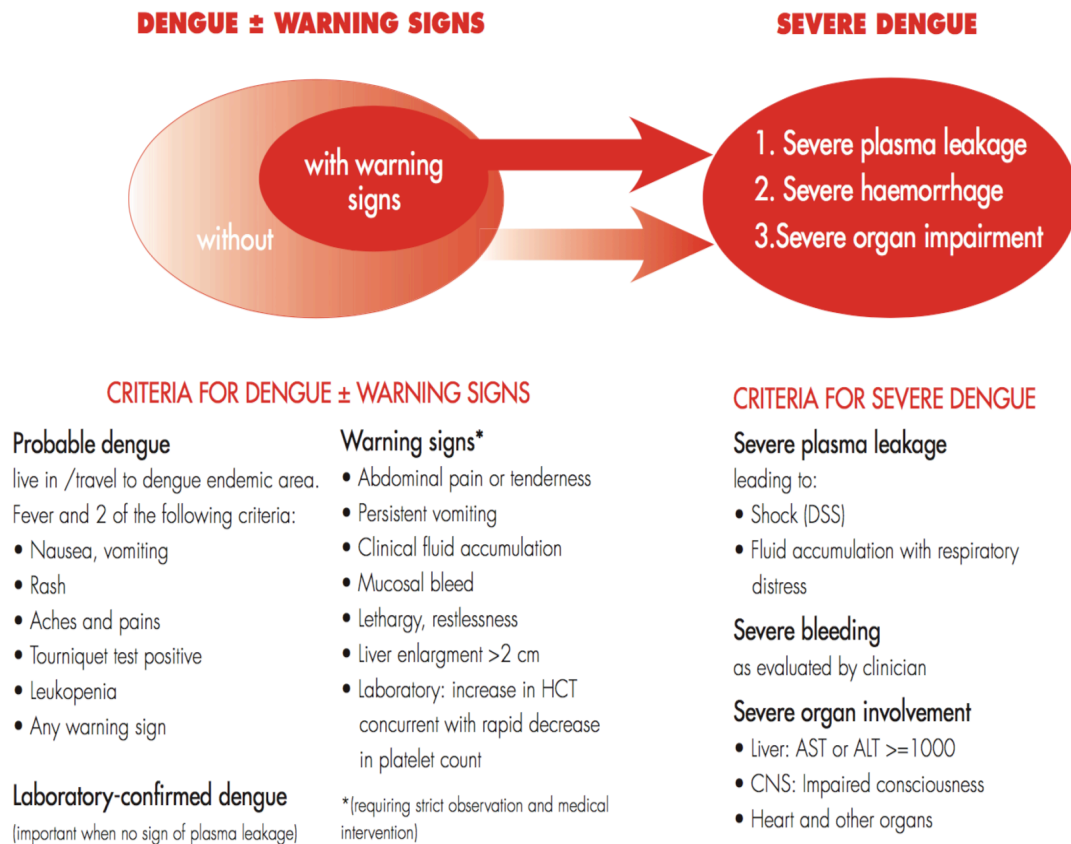 DENGUE ± WARNING SIGNS
SEVERE DENGUE
with warning
signs
without
1. Severe plasma leakage
2. Severe haemorrhage
3.Severe organ impairment
CRITERIA FOR DENGUE ± WARNING SIGNS
Probable dengue
live in /travel to dengue endemic area.
Fever and 2 of the following criteria:
• Nausea, vomiting
• Rash
• Aches and pains
• Tourniquet test positive
• Leukopenia
• Any warning sign
Laboratory-confirmed dengue
(important when no sign of plasma leakage)
Warning signs*
• Abdominal pain or tenderness
• Persistent vomiting
• Clinical fluid accumulation
• Mucosal bleed
• Lethargy, restlessness
• Liver enlargment >2 cm
• Laboratory: increase in HCT
concurrent with rapid decrease
in platelet count
*(requiring strict observation and medical
intervention)
CRITERIA FOR SEVERE DENGUE
Severe plasma leakage
leading to:
• Shock (DSS)
• Fluid accumulation with respiratory
distress
Severe bleeding
as evaluated by clinician
Severe organ involvement
• Liver: AST or ALT >=1000
• CNS: Impaired consciousness
• Heart and other organs